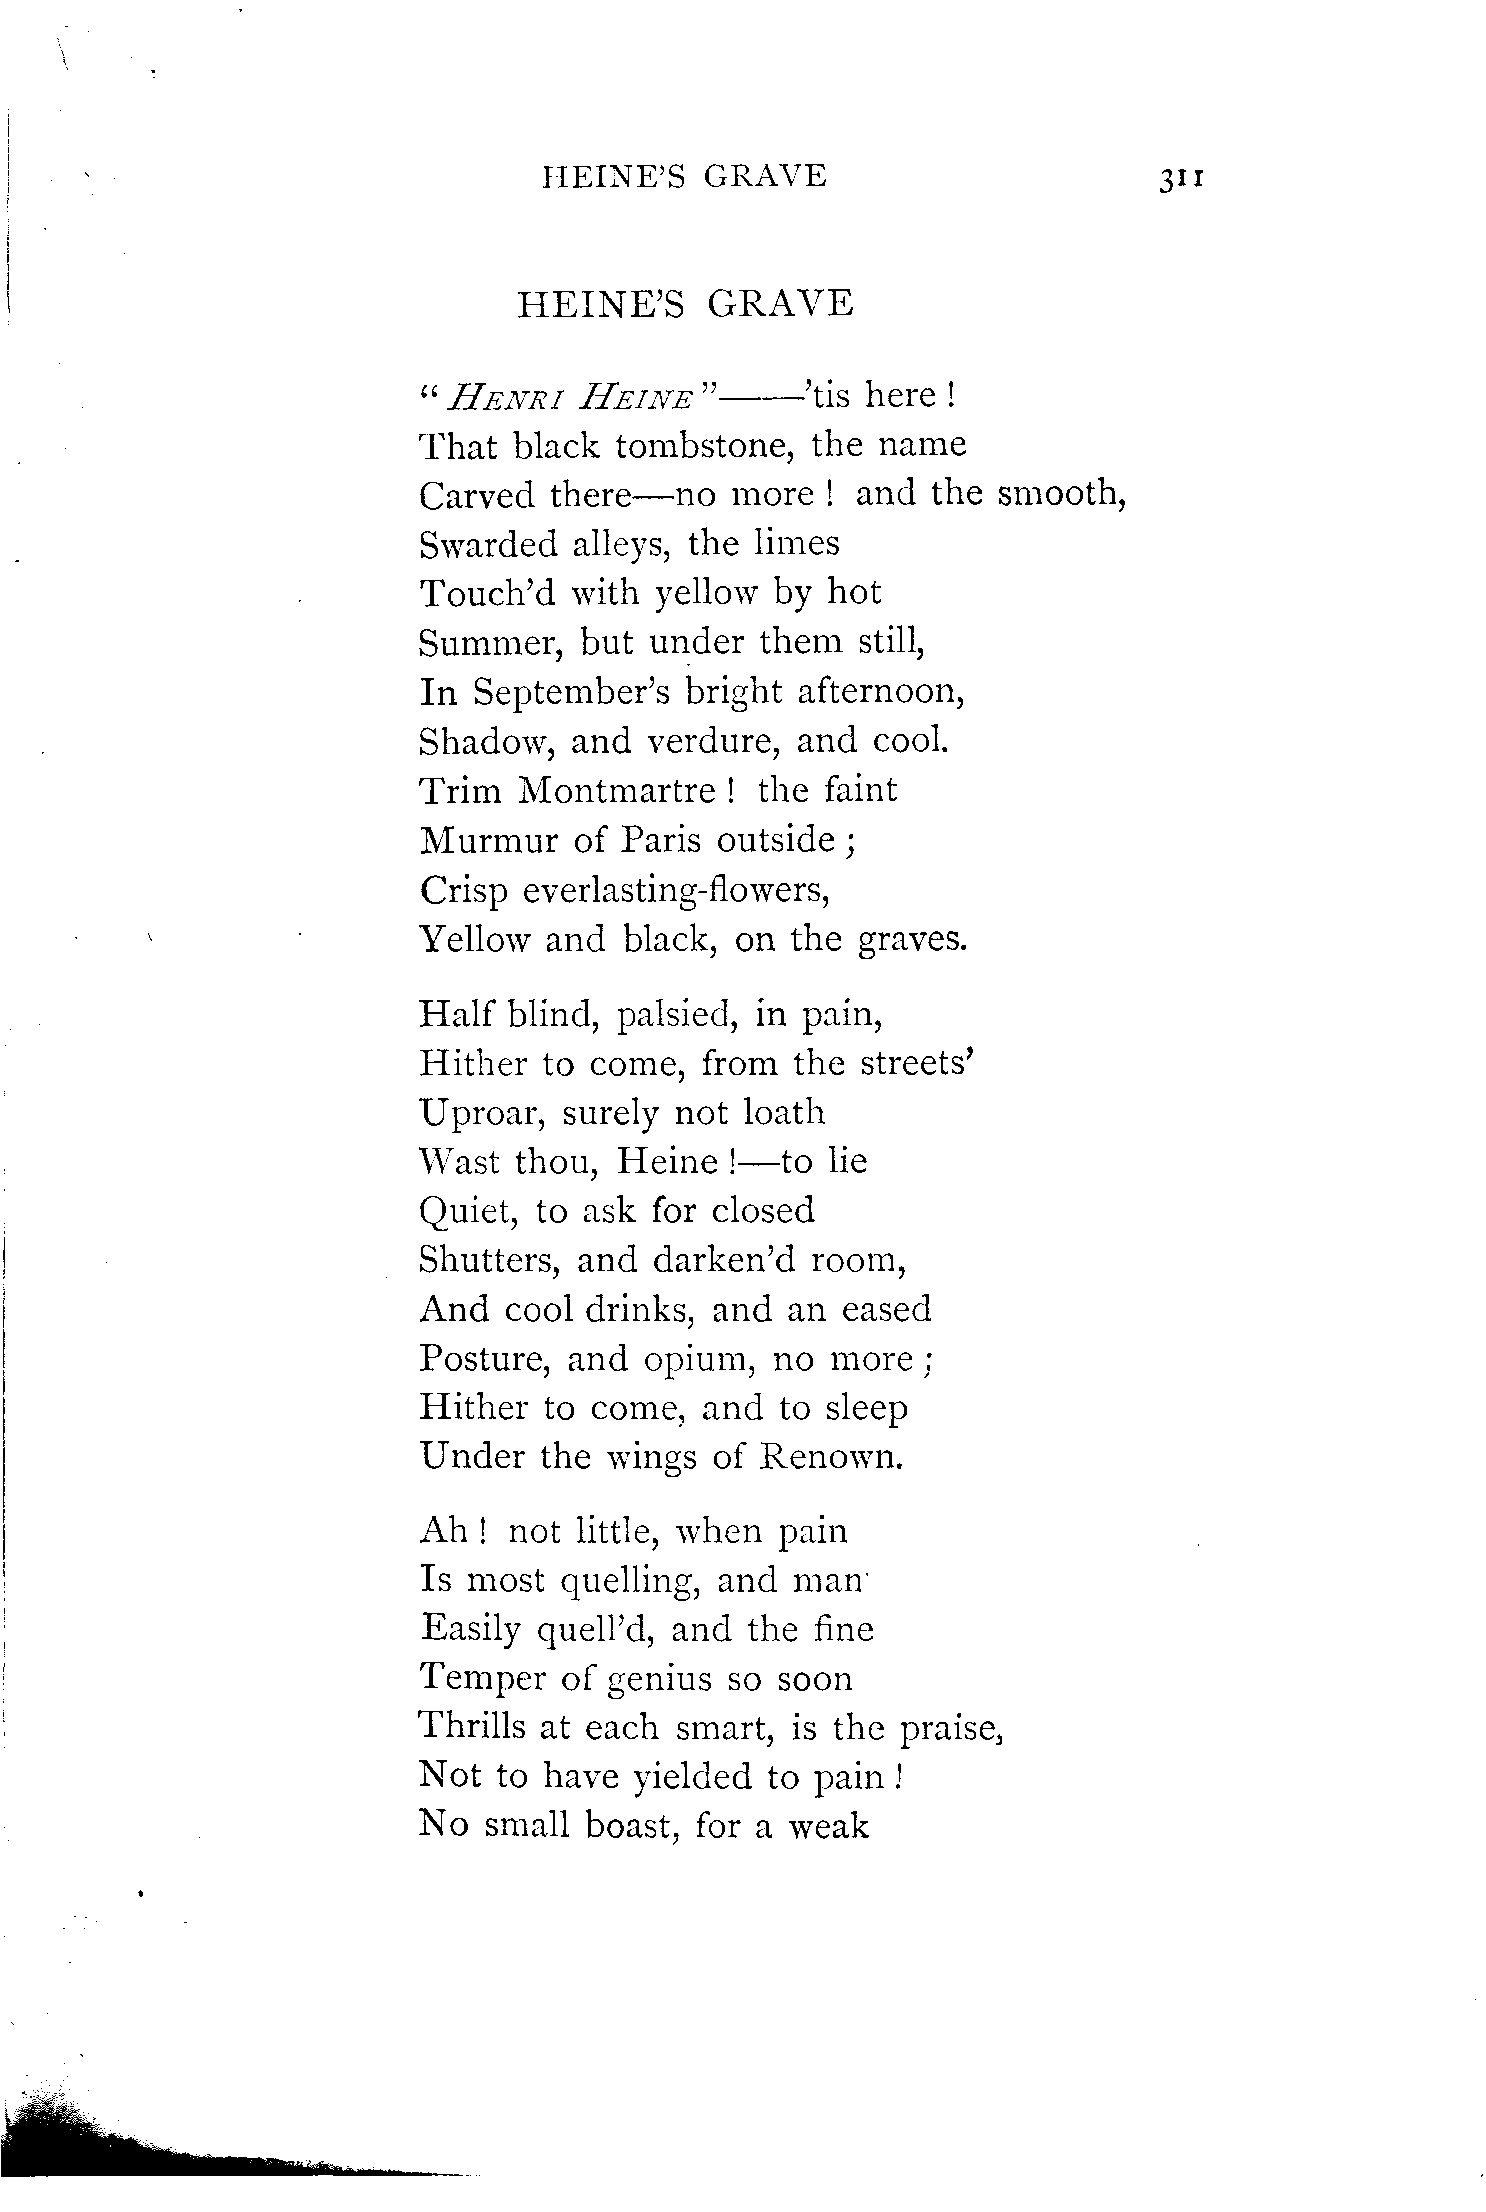 HEINE'S GRAVE 311
HEINE'S GRAVE
“HENRI HEINE”——’tis here !
That black tombstone, the name
Carved there—no more ! and the smooth,
Swarded alleys, the limes
Touch’d with yellow by hot
Summer, but under them still,
In September’s bright afternoon,
Shadow, and verdure, and cool.
Trim Montmartre ! the faint
Murmur of Paris outside ;
Crisp everlasting-flowers,
Yellow and black, on the graves.
Half blind, palsied, in pain,
Hither to come, from the streets’
Uproar, surely not loath
Wast thou, Heine !—to lie
Quiet, to ask for closed
Shutters, and darken’d room,
And cool drinks, and an eased
Posture, and opium, no more ;
Hither to come, and to sleep
Under the wings of Renown.
Ah ! not little, when pain
Is most quelling, and man
Easily quell’d, and the fine
Temper of genius so soon
Thrills at each smart, is the praise,
Not to have yielded to pain !
No small boast, for a weak